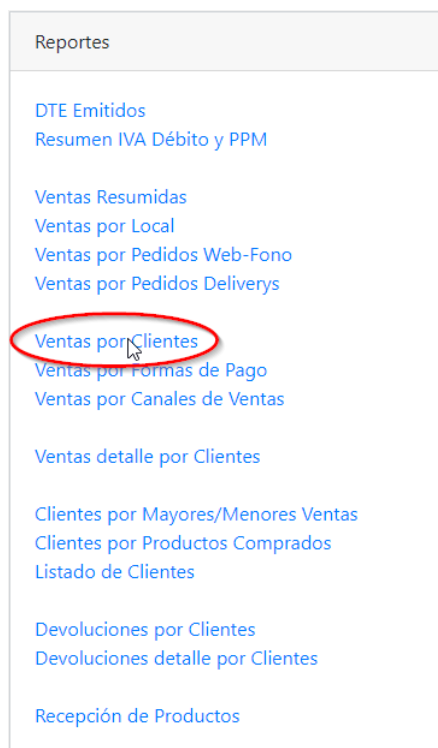 Reportes
DTE Emitidos
Resumen IVA Débito y PPM
Ventas Resumidas
Ventas por Local
Ventas por Pedidos Web-Fono
Ventas por Pedidos Deliverys
Ventas por Clientes
Ventas por Formas de Pago
Ventas por Canales de Ventas
Ventas detalle por Clientes
Clientes por Mayores/Menores Ventas
Clientes por Productos Comprados
Listado de Clientes
Devoluciones por Clientes
Devoluciones detalle por Clientes
Recepción de Productos